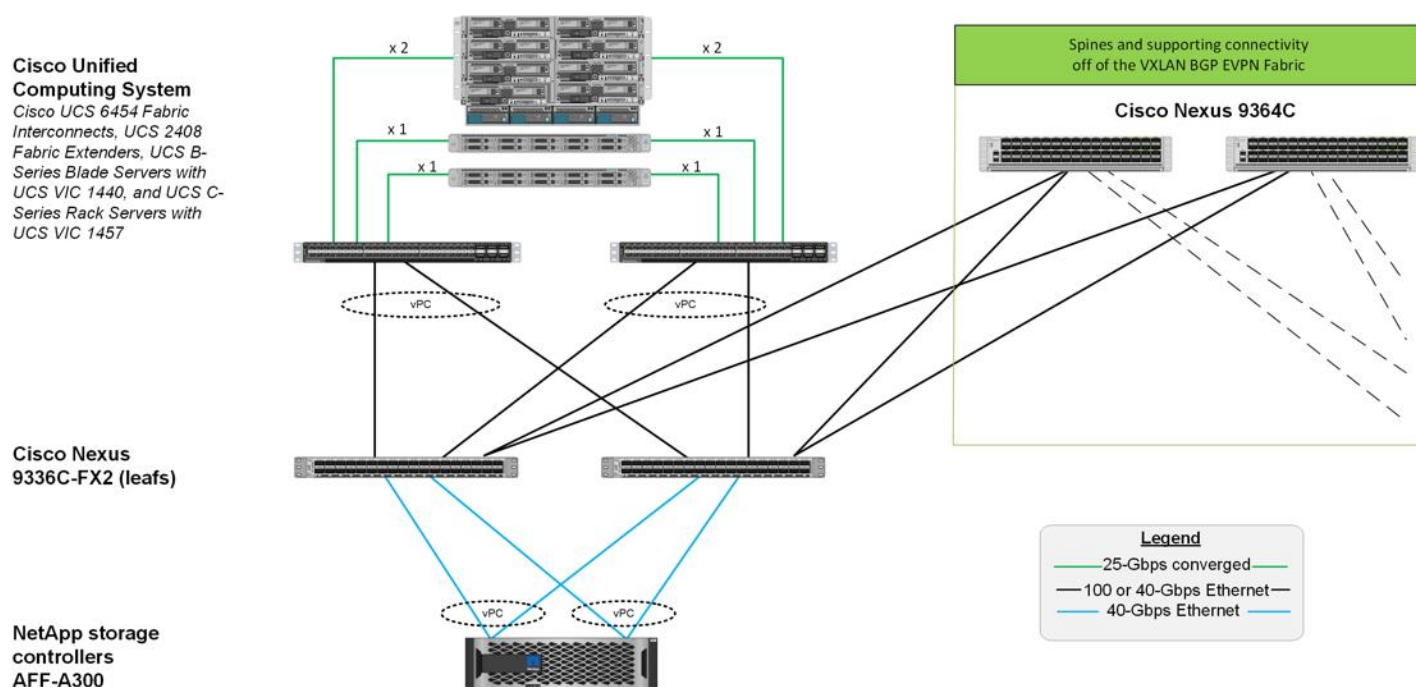 Cisco Unified
Computing System
Cisco UCS 6454 Fabric
Interconnects, UCS 2408
Fabric Extenders, UCS B-
Series Blade Servers with
UCS VIC 1440, and UCS C-
Series Rack Servers with
UCS VIC 1457
x 2
x 2
x 1
x 1
x 1
x 1
Spines and supporting connectivity
off of the VXLAN BGP EVPN Fabric
Cisco Nexus 9364C
vPC
vPC
Cisco Nexus
9336C-FX2 (leafs)
Legend
25-Gbps converged
100 or 40-Gbps Ethernet
40-Gbps Ethernet
vPC
vPC
NetApp storage
controllers
AFF-A300